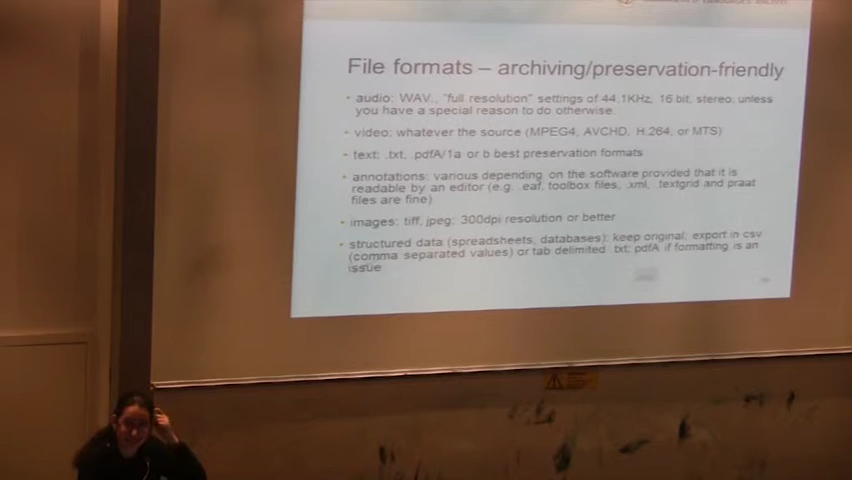 File formats – archiving/preservation-friendly
• audio: WAV., "full resolution" settings of 44.1KHz, 16 bit, stereo, unless
you have a special reason to do otherwise.
• video: whatever the source (MPEG4, AVCHD, H.264, or MTS)
• text: .txt, .pdfA/1a or b best preservation formats
• annotations: various depending on the software provided that it is
readable by an editor (e.g. .eaf, toolbox files, .xml, .textgrid and praat
files are fine)
• images: tiff, jpeg: 300dpi resolution or better
• structured data (spreadsheets, databases): keep original; export in csv
(comma separated values) or tab delimited .txt; pdfA if formatting is an
issue